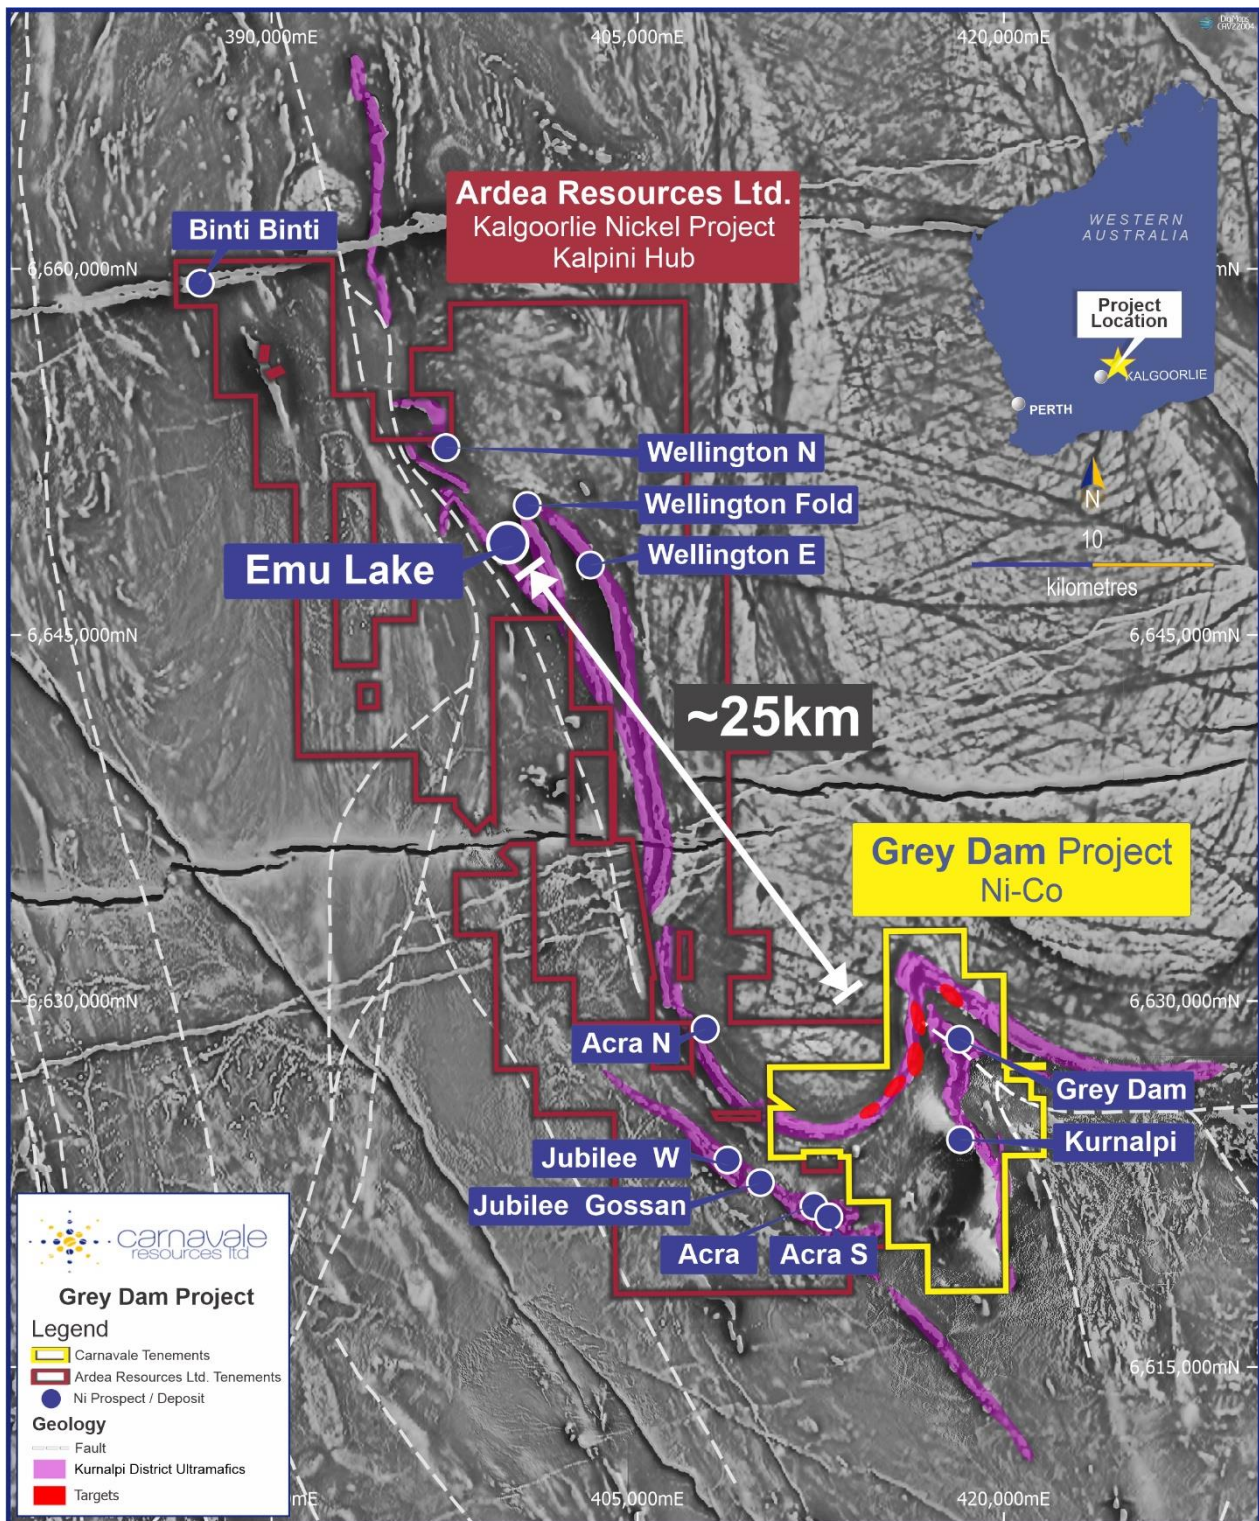 DigMaps
CRV22004
390,000mE
405,000mE
420,000mE
Ardea Resources Ltd.
Kalgoorlie Nickel Project
Kalpini Hub
WESTERN
AUSTRALIA
Project
Location
KALGOORLIE
PERTH
N
10
kilometres
Binti Binti
6,660,000mN
mN
Wellington N
Wellington Fold
Wellington E
Emu Lake
6,645,000mN
6,645,000mN
~25km
Grey Dam Project
Ni-Co
6,630,000mN
6,630,000mN
Acra N
Grey Dam
Kurnalpi
Jubilee W
Jubilee Gossan
Acra
Acra S
carnavale
resources ltd
Grey Dam Project
Legend
Carnavale Tenements
Ardea Resources Ltd. Tenements
Ni Prospect / Deposit
Geology
Fault
Kurnalpi District Ultramafics
Targets
6,615,000mN
mE
405,000mE
420,000mE